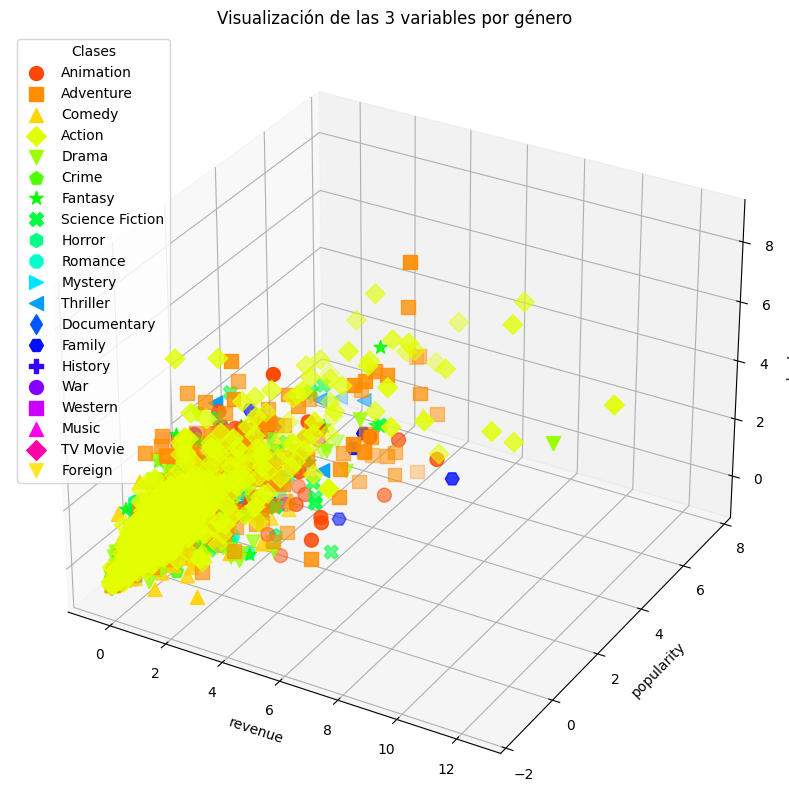 Visualización de las 3 variables por género
Clases
Animation
Adventure
Comedy
Action
Drama
Crime
Fantasy
Science Fiction
Horror
Romance
Mystery
Thriller
Documentary
Family
History
War
Western
Music
TV Movie
Foreign
8
6
4
2
0
8
6
4
2
0
−2
popularity
0
2
4
6
8
10
12
revenue